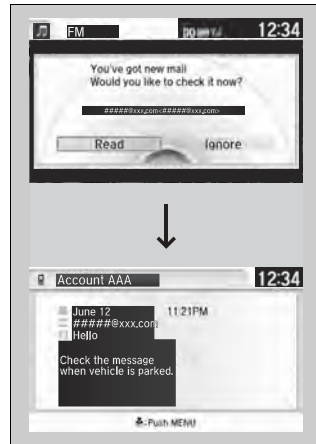 FM
12:34
You've got new mail
Would you like to check it now?
#####@xxx.com<#####@xxx.com>
Read Ignore
Account AAA 12:34
June 12 11:21PM
#####@xxx.com
Hello
Check the message
when vehicle is parked.
:Push MENU